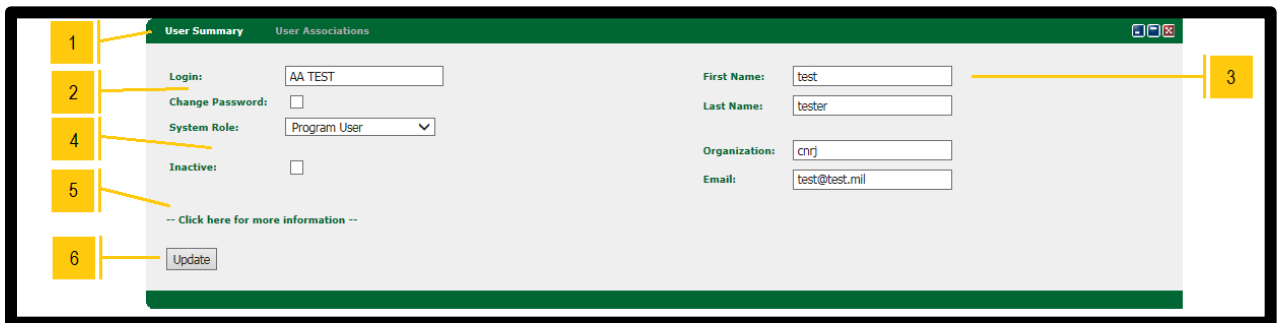 User Summary User Associations
1
Login: AA TEST First Name: test
2
3
Change Password: Last Name: tester
System Role: Program User
4
Organization: cnrj
Inactive:
Email: test@test.mil
5
-- Click here for more information --
6
Update